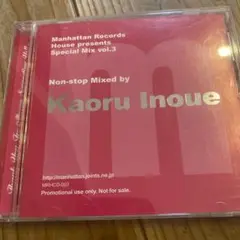 Manhattan Records
House presents
Special Mix vol.3
Non-stop Mixed by
Kaoru Inoue
http://manhattan.joints.ne.jp
Promotional use only. Not for sale.